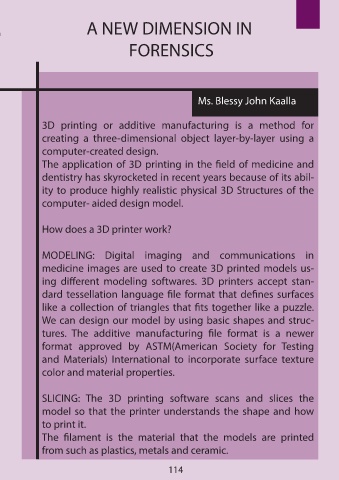 A NEW DIMENSION IN
FORENSICS
Ms. Blessy John Kaalla
3D printing or additive manufacturing is a method for
creating a three-dimensional object layer-by-layer using a
computer-created design.
The application of 3D printing in the field of medicine and
dentistry has skyrocketed in recent years because of its abil-
ity to produce highly realistic physical 3D Structures of the
computer- aided design model.
How does a 3D printer work?
MODELING: Digital imaging and communications in
medicine images are used to create 3D printed models us-
ing different modeling softwares. 3D printers accept stan-
dard tessellation language file format that defines surfaces
like a collection of triangles that fits together like a puzzle.
We can design our model by using basic shapes and struc-
tures. The additive manufacturing file format is a newer
format approved by ASTM(American Society for Testing
and Materials) International to incorporate surface texture
color and material properties.
SLICING: The 3D printing software scans and slices the
model so that the printer understands the shape and how
to print it.
The filament is the material that the models are printed
from such as plastics, metals and ceramic.
114